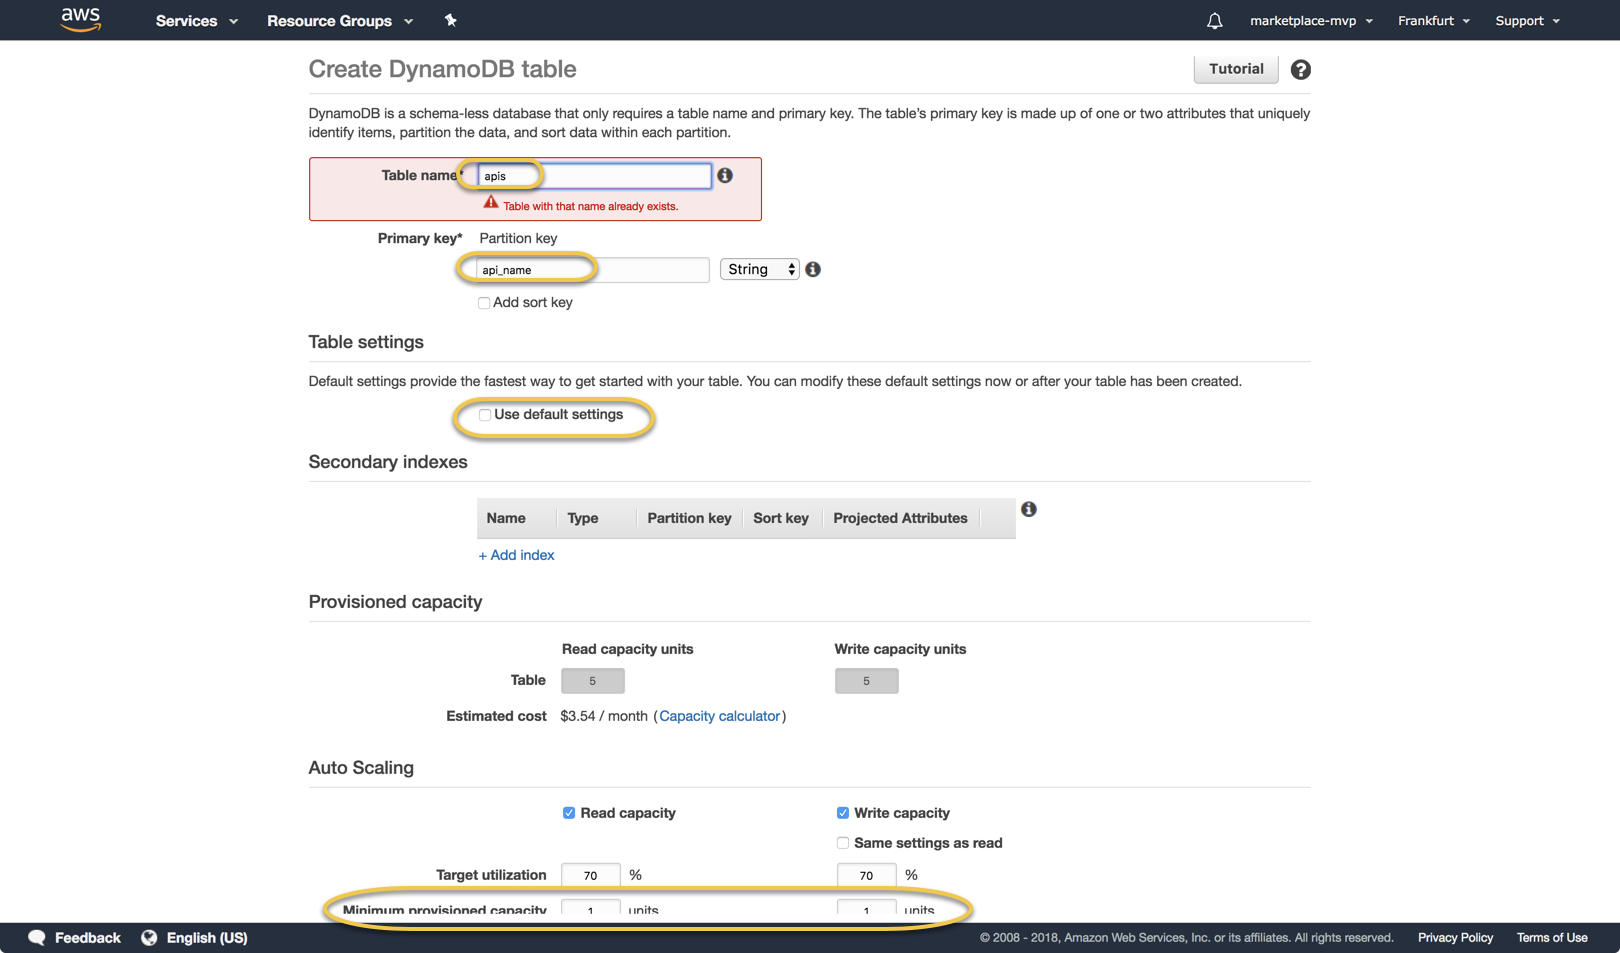 aws Services Resource Groups marketplace-mvp Frankfurt Support
Create DynamoDB table Tutorial ?
DynamoDB is a schema-less database that only requires a table name and primary key. The table's primary key is made up of one or two attributes that uniquely
identify items, partition the data, and sort data within each partition.
Table name* apis i
Table with that name already exists.
Primary key* Partition key
api_name String i
Add sort key
Table settings
Default settings provide the fastest way to get started with your table. You can modify these default settings now or after your table has been created.
Use default settings
Secondary indexes
Name Type Partition key Sort key Projected Attributes i
+ Add index
Provisioned capacity
Read capacity units Write capacity units
Table 5 5
Estimated cost $3.54 / month (Capacity calculator)
Auto Scaling
Read capacity Write capacity
Same settings as read
Target utilization 70 % 70 %
Minimum provisioned capacity 1 units 1 units
Feedback English (US) © 2008 - 2018, Amazon Web Services, Inc. or its affiliates. All rights reserved. Privacy Policy Terms of Use